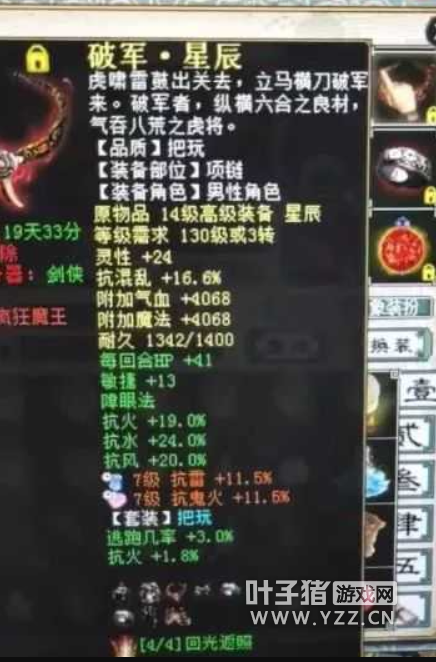 破军·星辰
虎啸雷鼓出关去，立马横刀破军
来。破军者，纵横六合之良材，
气吞八荒之虎将。
【品质】把玩
【装备部位】项链
【装备角色】男性角色
原物品 14级高级装备 星辰
等级需求 130级或3转
灵性 +24
抗混乱 +16.6%
附加气血 +4068
附加魔法 +4068
耐久 1342/1400
每回合HP +41
敏捷 +13
障眼法
抗火 +19.0%
抗水 +24.0%
抗风 +20.0%
7级 抗雷 +11.5%
7级 抗鬼火 +11.5%
【套装】把玩
逃跑几率 +3.0%
抗火 +1.8%
[4/4]回光返照
19天33分
除
器: 剑侠
疯狂魔王
装扮
换装
壹
贰
叁
肆
五
叶子猪游戏网
WWW.YZZ.CN